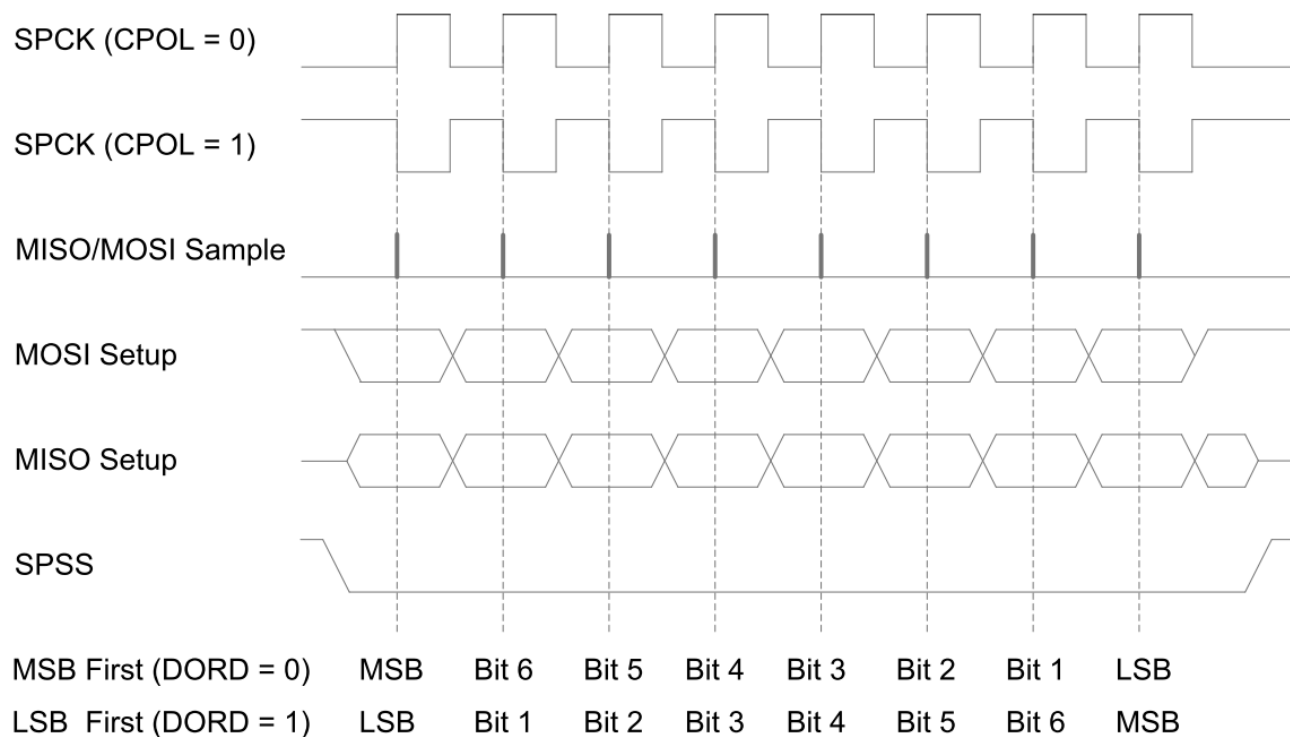 SPCK (CPOL = 0)
SPCK (CPOL = 1)
MISO/MOSI Sample
MOSI Setup
MISO Setup
SPSS
MSB First (DORD = 0) MSB Bit 6 Bit 5 Bit 4 Bit 3 Bit 2 Bit 1 LSB
LSB First (DORD = 1) LSB Bit 1 Bit 2 Bit 3 Bit 4 Bit 5 Bit 6 MSB